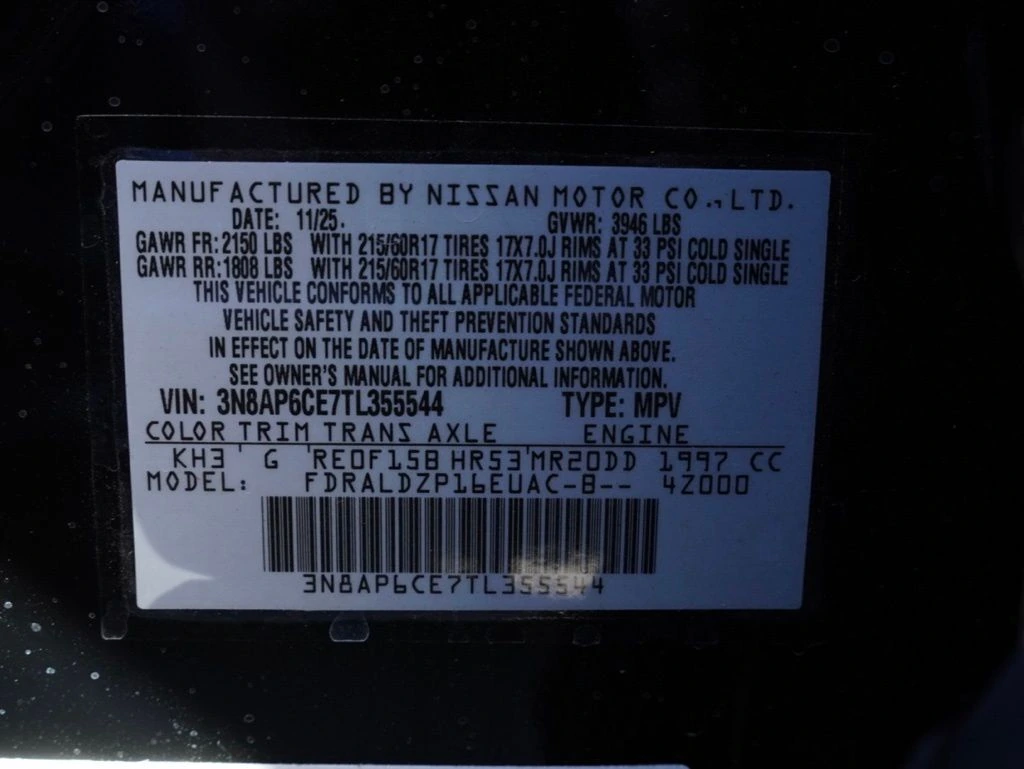 MANUFACTURED BY NISSAN MOTOR CO., LTD.
DATE: 11/25. GVWR: 3946 LBS
GAWR FR: 2150 LBS WITH 215/60R17 TIRES 17X7.0J RIMS AT 33 PSI COLD SINGLE
GAWR RR: 1808 LBS WITH 215/60R17 TIRES 17X7.0J RIMS AT 33 PSI COLD SINGLE
THIS VEHICLE CONFORMS TO ALL APPLICABLE FEDERAL MOTOR
VEHICLE SAFETY AND THEFT PREVENTION STANDARDS
IN EFFECT ON THE DATE OF MANUFACTURE SHOWN ABOVE.
SEE OWNER'S MANUAL FOR ADDITIONAL INFORMATION.
VIN: 3N8AP6CE7TL355544 TYPE: MPV
COLOR TRIM TRANS AXLE ENGINE
KH3 ' G 'RE0F15B HR53'MR20DD 1997 CC
MODEL: FDRALDZP16EUAC-B-- 4Z000
3N8AP6CE7TL355544